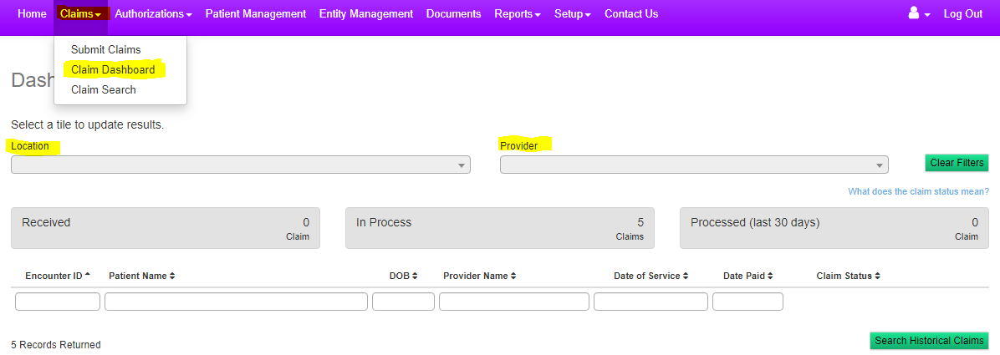 Home Claims Authorizations Patient Management Entity Management Documents Reports Setup Contact Us Log Out
Submit Claims
Claim Dashboard
Claim Search
Dash
Select a tile to update results.
Location Provider
Clear Filters
What does the claim status mean?
Received 0 In Process 5 Processed (last 30 days) 0
Claim Claims Claim
Encounter ID Patient Name DOB Provider Name Date of Service Date Paid Claim Status
5 Records Returned Search Historical Claims